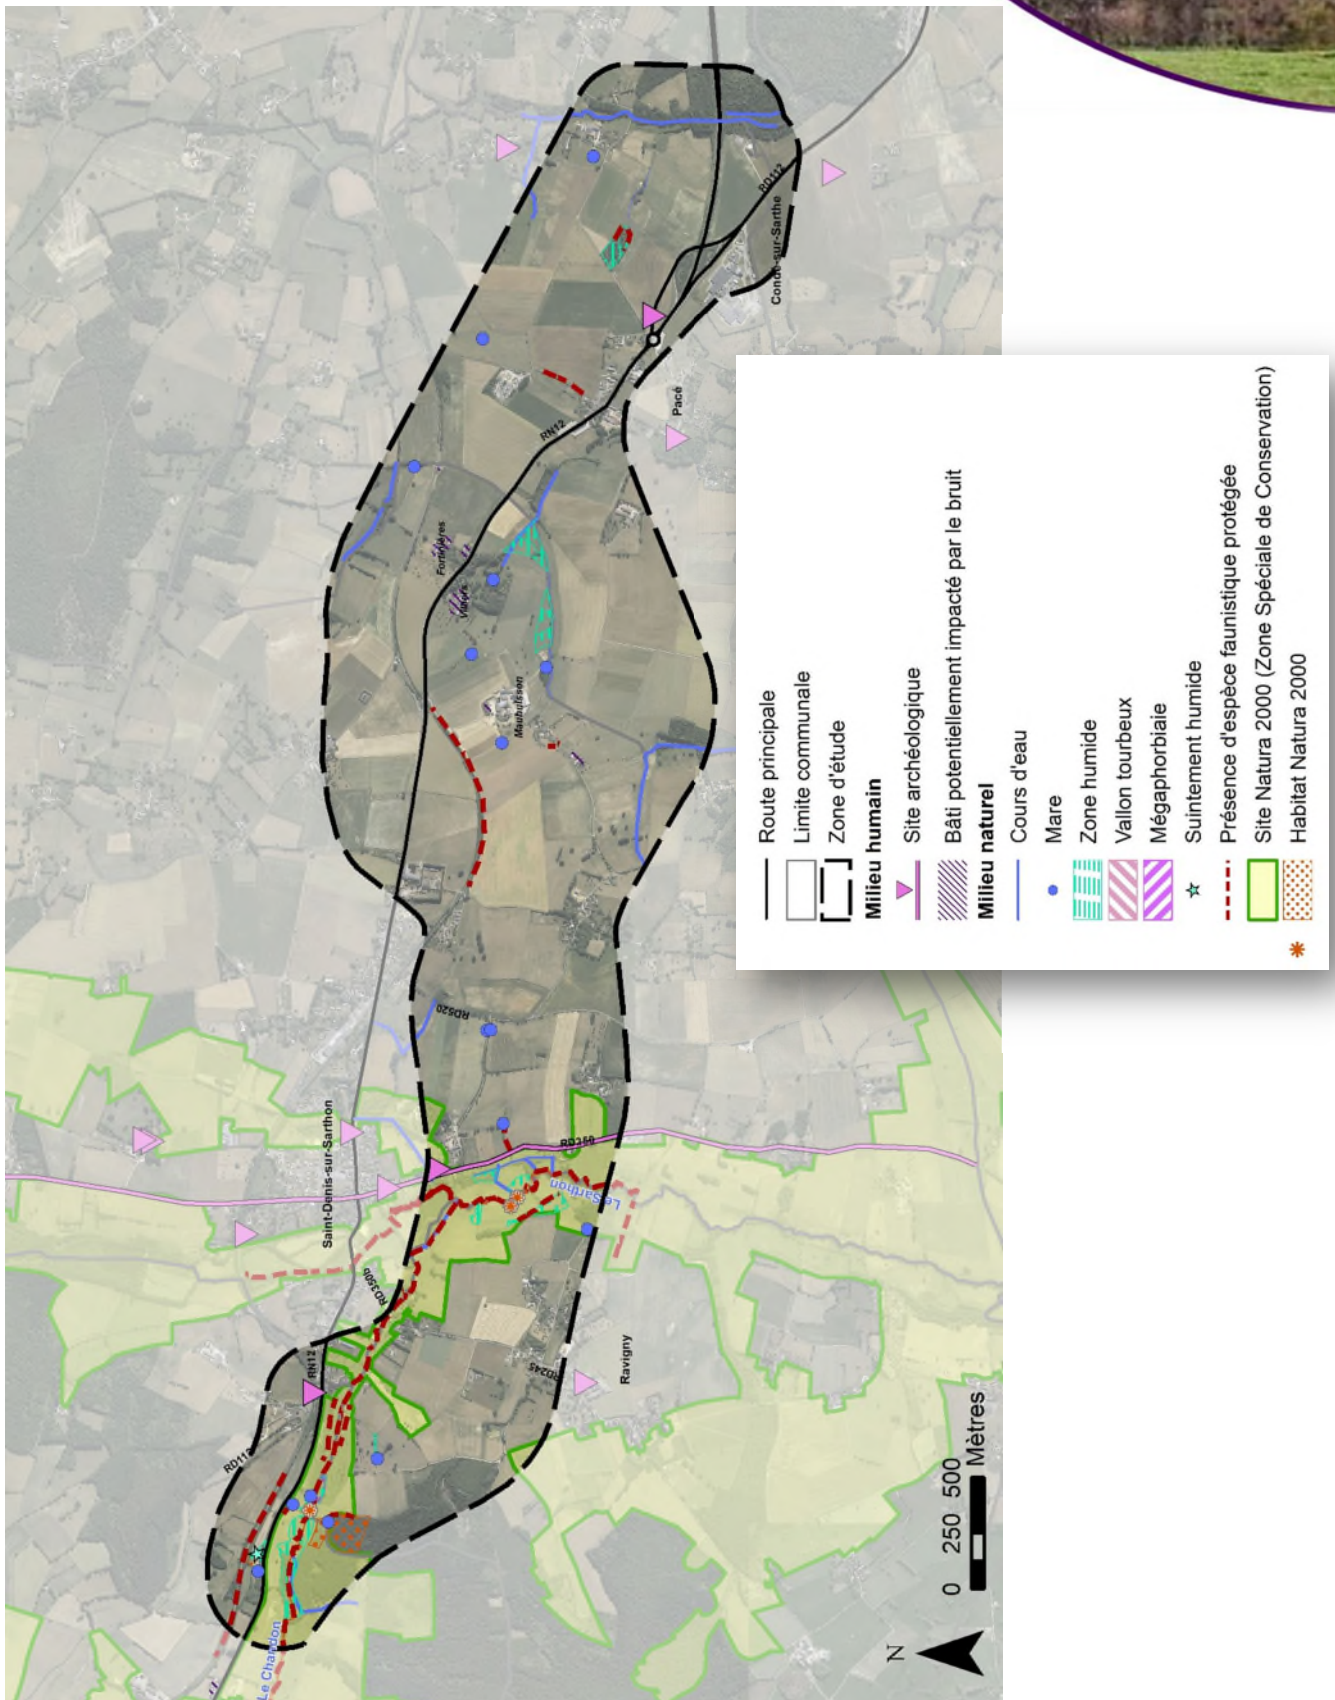 RD112
Condé-sur-Sarthe
Pacé
RN12
Fortinières
Villiers
Maubuisson
RD520
Saint-Denis-sur-Sarthon
Le Sarthon
RD350b
RN12
RD245
Ravigny
Le Chandon
N
0 250 500
Mètres
Route principale
Limite communale
Zone d'étude
Milieu humain
Site archéologique
Bâti potentiellement impacté par le bruit
Milieu naturel
Cours d'eau
Mare
Zone humide
Vallon tourbeux
Mégaphorbiaie
Suintement humide
Présence d'espèce faunistique protégée
Site Natura 2000 (Zone Spéciale de Conservation)
Habitat Natura 2000